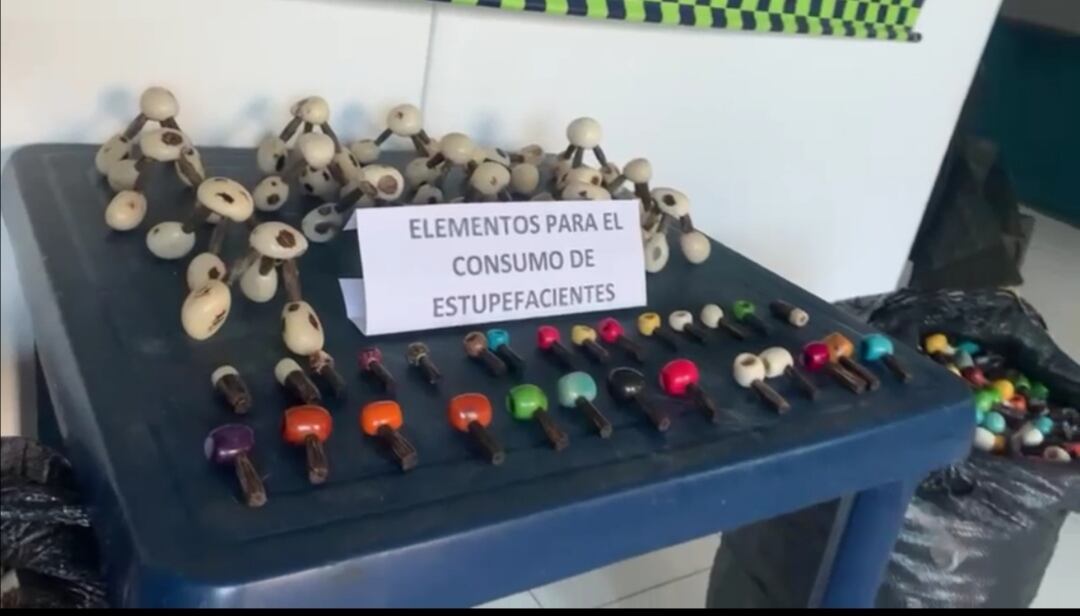 ELEMENTOS PARA EL
CONSUMO DE
ESTUPEFACIENTES